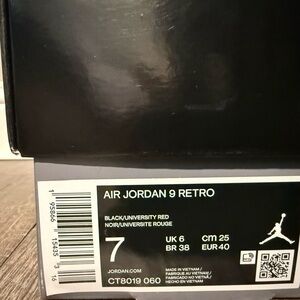 AIR JORDAN 9 RETRO
BLACK/UNIVERSITY RED
NOIR/UNIVERSITE ROUGE
7
UK 6
CM 25
BR 38
EUR 40
JORDAN.COM
MADE IN VIETNAM /
FABRIQUE AU VIETNAM /
HECHO EN VIETNAM
CT8019 060